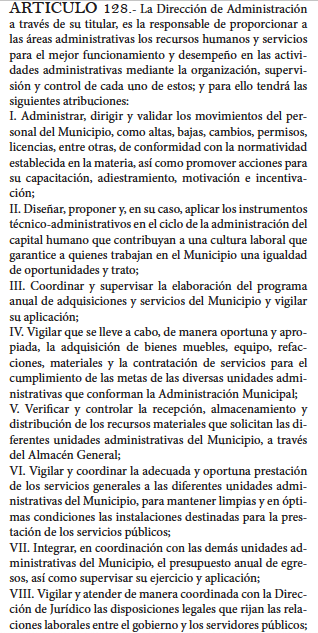 ARTICULO 128.- La Dirección de Administración
a través de su titular, es la responsable de proporcionar a
las áreas administrativas los recursos humanos y servicios
para el mejor funcionamiento y desempeño en las activi-
dades administrativas mediante la organización, supervi-
sión y control de cada uno de estos; y para ello tendrá las
siguientes atribuciones:
I. Administrar, dirigir y validar los movimientos del per-
sonal del Municipio, como altas, bajas, cambios, permisos,
licencias, entre otras, de conformidad con la normatividad
establecida en la materia, así como promover acciones para
su capacitación, adiestramiento, motivación e incentiva-
ción;
II. Diseñar, proponer y, en su caso, aplicar los instrumentos
técnico-administrativos en el ciclo de la administración del
capital humano que contribuyan a una cultura laboral que
garantice a quienes trabajan en el Municipio una igualdad
de oportunidades y trato;
III. Coordinar y supervisar la elaboración del programa
anual de adquisiciones y servicios del Municipio y vigilar
su aplicación;
IV. Vigilar que se lleve a cabo, de manera oportuna y apro-
piada, la adquisición de bienes muebles, equipo, refac-
ciones, materiales y la contratación de servicios para el
cumplimiento de las metas de las diversas unidades admi-
nistrativas que conforman la Administración Municipal;
V. Verificar y controlar la recepción, almacenamiento y
distribución de los recursos materiales que solicitan las di-
ferentes unidades administrativas del Municipio, a través
del Almacén General;
VI. Vigilar y coordinar la adecuada y oportuna prestación
de los servicios generales a las diferentes unidades admi-
nistrativas del Municipio, para mantener limpias y en ópti-
mas condiciones las instalaciones destinadas para la pres-
tación de los servicios públicos;
VII. Integrar, en coordinación con las demás unidades ad-
ministrativas del Municipio, el presupuesto anual de egre-
sos, así como supervisar su ejercicio y aplicación;
VIII. Vigilar y atender de manera coordinada con la Direc-
ción de Jurídico las disposiciones legales que rijan las rela-
ciones laborales entre el gobierno y los servidores públicos;